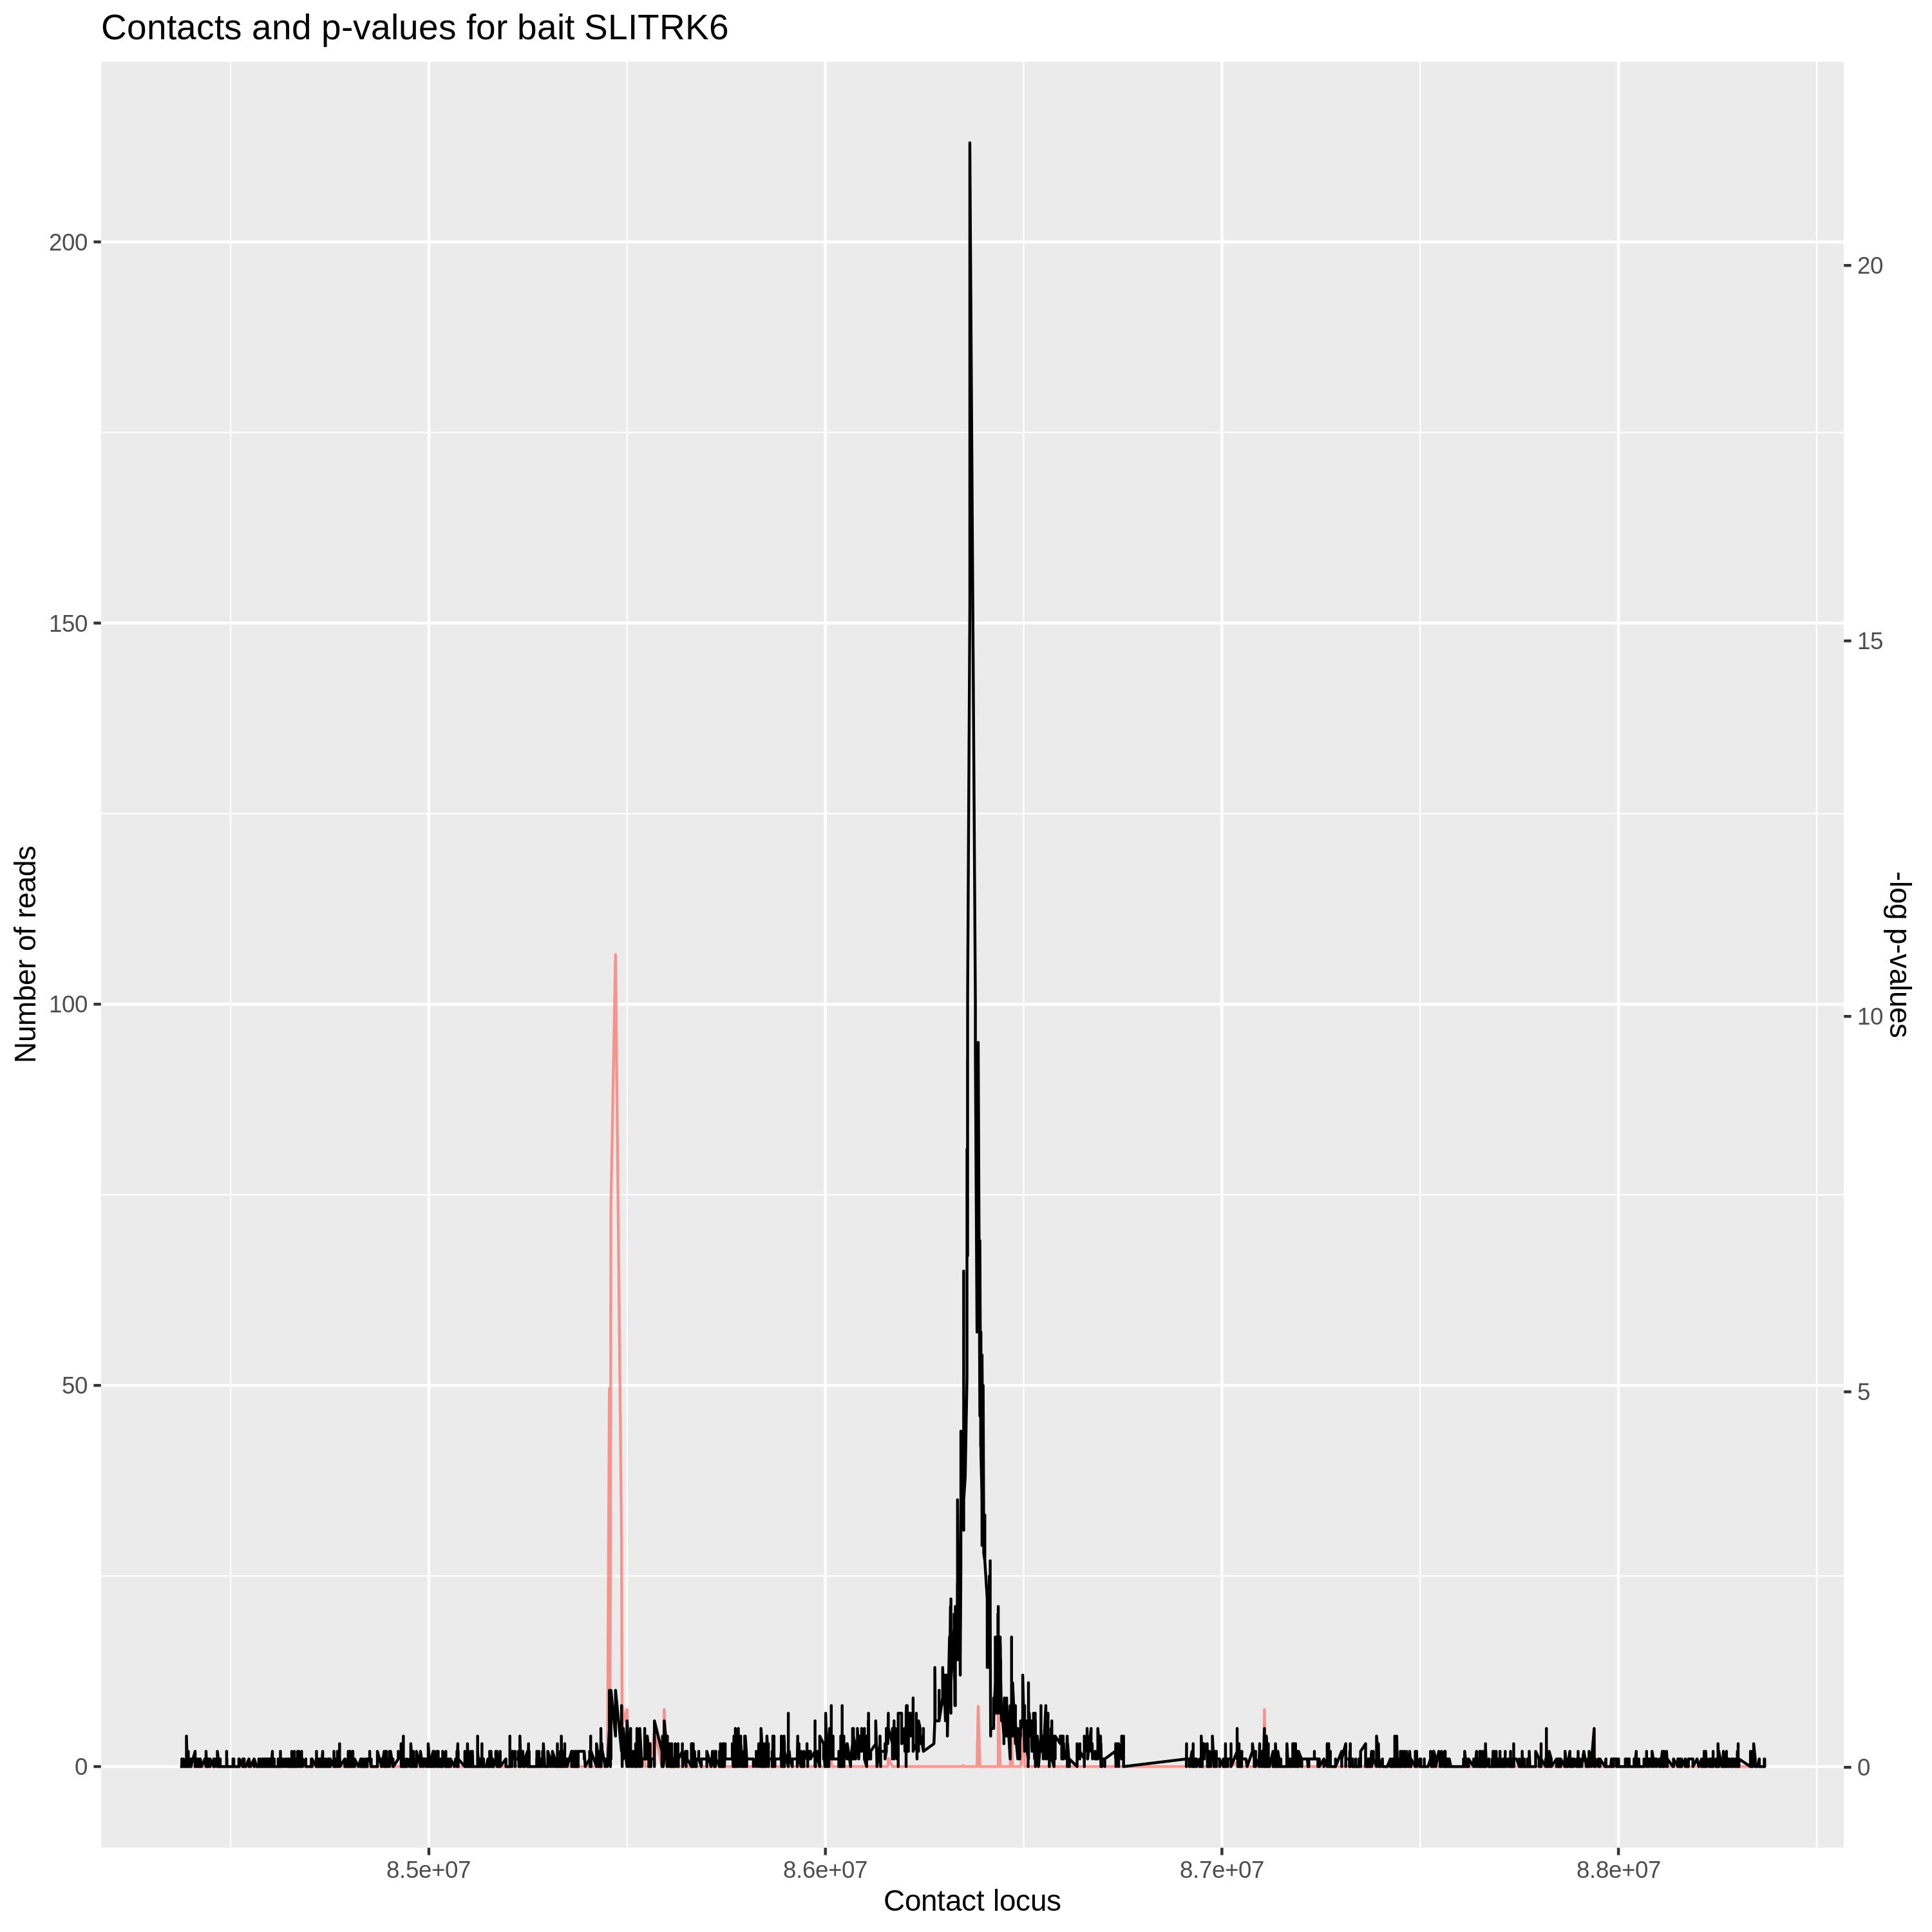 Contacts and p-values for bait SLITRK6
200
150
100
50
0
20
15
10
5
0
Number of reads
-log p-values
8.5e+07
8.6e+07
8.7e+07
8.8e+07
Contact locus